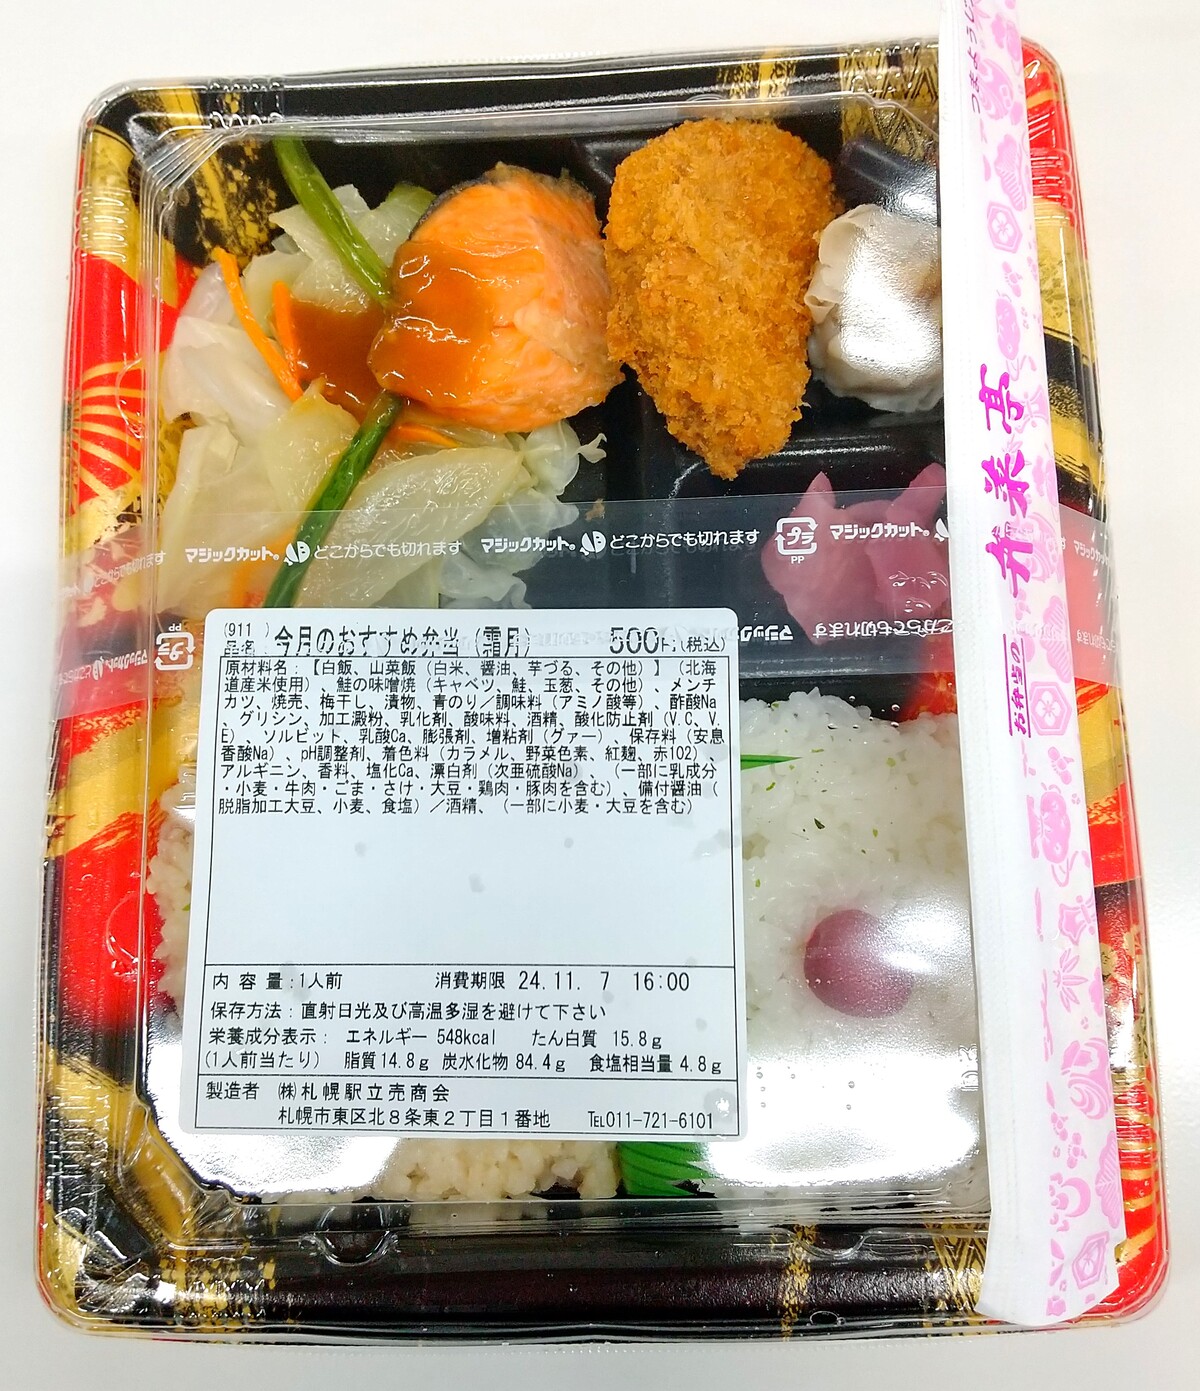 つまようじ
お弁当の
弁菜亭
マジックカット。 どこからでも切れます マジックカット。 どこからでも切れます プラ PP マジックカット。
(911 )
品名: 今月のおすすめ弁当 (霜月) 500円(税込)
原材料名:【白飯、山菜飯 (白米、醤油、芋づる、その他) 】 (北海
道産米使用) 、鮭の味噌焼 (キャベツ、鮭、玉葱、その他) 、メンチ
カツ、焼売、梅干し、漬物、青のり/調味料 (アミノ酸等) 、酢酸Na
、グリシン、加工澱粉、乳化剤、酸味料、酒精、酸化防止剤 (V.C、V.
E) 、ソルビット、乳酸Ca、膨張剤、増粘剤 (グァー) 、保存料 (安息
香酸Na) 、pH調整剤、着色料 (カラメル、野菜色素、紅麹、赤102) 、
アルギニン、香料、塩化Ca、漂白剤 (次亜硫酸Na) 、 (一部に乳成分
・小麦・牛肉・ごま・さけ・大豆・鶏肉・豚肉を含む) 、備付醤油 (
脱脂加工大豆、小麦、食塩) /酒精、 (一部に小麦・大豆を含む)
内 容 量:1人前 消費期限 24.11. 7 16:00
保存方法:直射日光及び高温多湿を避けて下さい
栄養成分表示: エネルギー 548kcal たん白質 15.8g
(1人前当たり) 脂質14.8g 炭水化物 84.4g 食塩相当量 4.8g
製造者 ㈱札幌駅立売商会
札幌市東区北8条東2丁目1番地 ℡011-721-6101